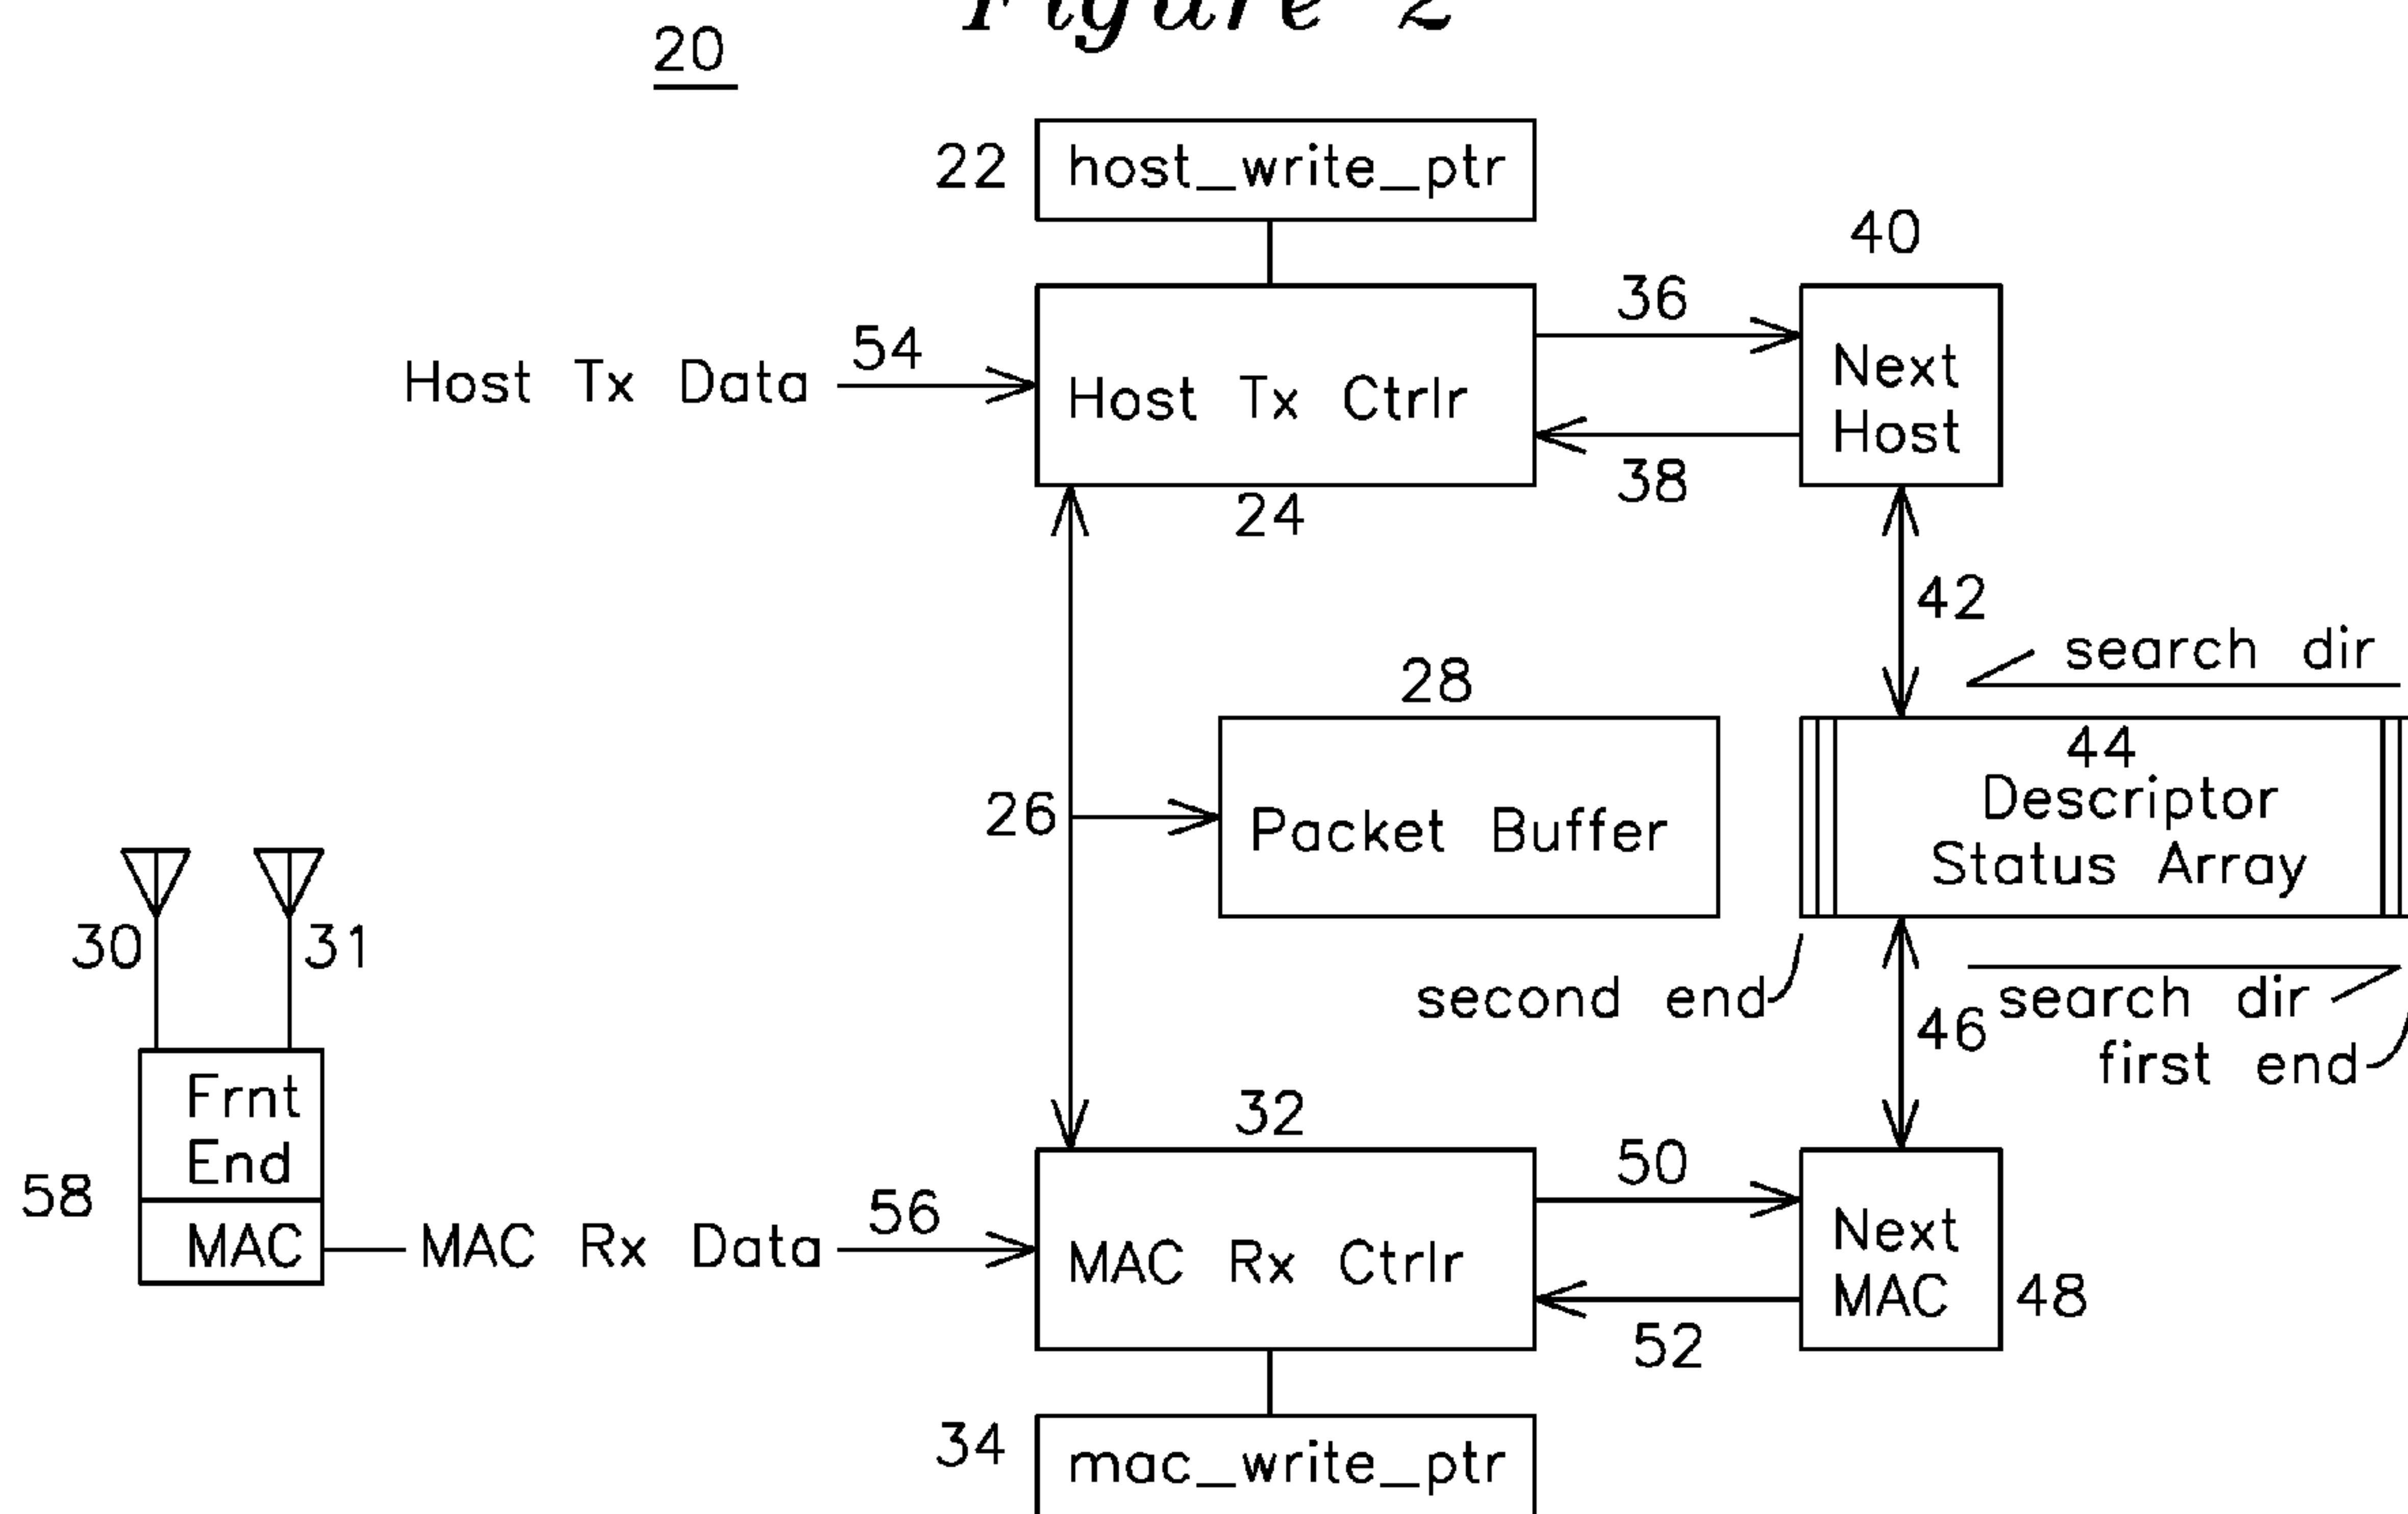 Figure 2
20
22 host_write_ptr
40
36
54
Host Tx Data
Host Tx Ctrlr
Next
Host
38
24
42
search dir
28
44
Descriptor
26
Packet Buffer
Status Array
30 31
second end
search dir
46
first end
Frnt
End
32
50
58
56
MAC
MAC Rx Data
MAC Rx Ctrlr
Next
MAC
48
52
34 mac_write_ptr